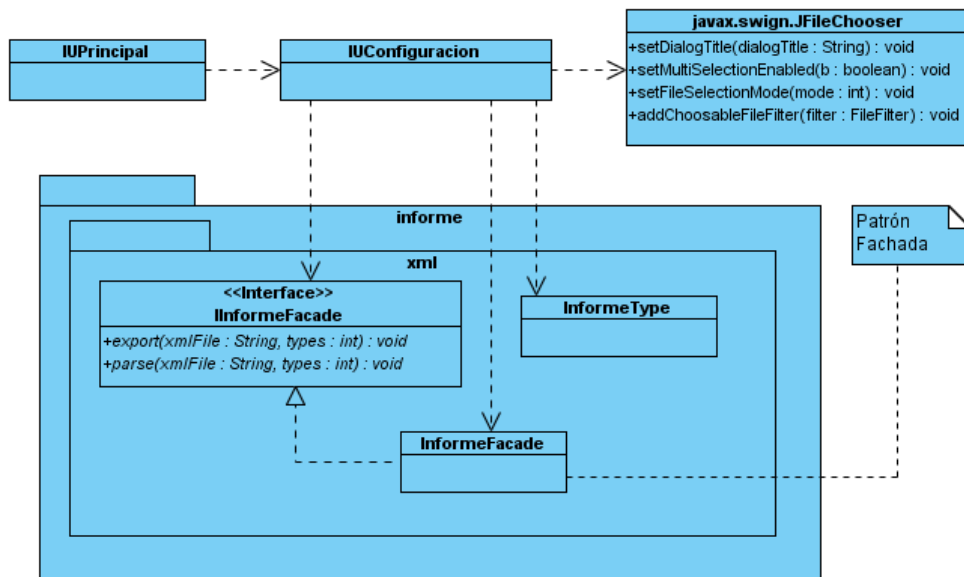 IUPrincipal
IUConfiguracion
javax.swign.JFileChooser
+setDialogTitle(dialogTitle : String) : void
+setMultiSelectionEnabled(b : boolean) : void
+setFileSelectionMode(mode : int) : void
+addChoosableFileFilter(filter : FileFilter) : void
informe
Patrón
Fachada
xml
<<Interface>>
IInformeFacade
+export(xmlFile : String, types : int) : void
+parse(xmlFile : String, types : int) : void
InformeType
InformeFacade